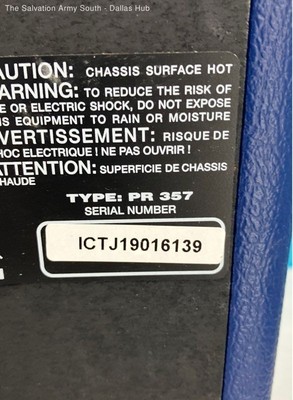 The Salvation Army South - Dallas Hub
AUTION: CHASSIS SURFACE HOT
ARNING: TO REDUCE THE RISK OF
E OR ELECTRIC SHOCK, DO NOT EXPOSE
IS EQUIPMENT TO RAIN OR MOISTURE
VERTISSEMENT: RISQUE DE
HOC ELECTRIQUE ! NE PAS OUVRIR !
ATTENTION: SUPERFICIE DE CHASSIS
HAUDE
TYPE: PR 357
SERIAL NUMBER
ICTJ19016139